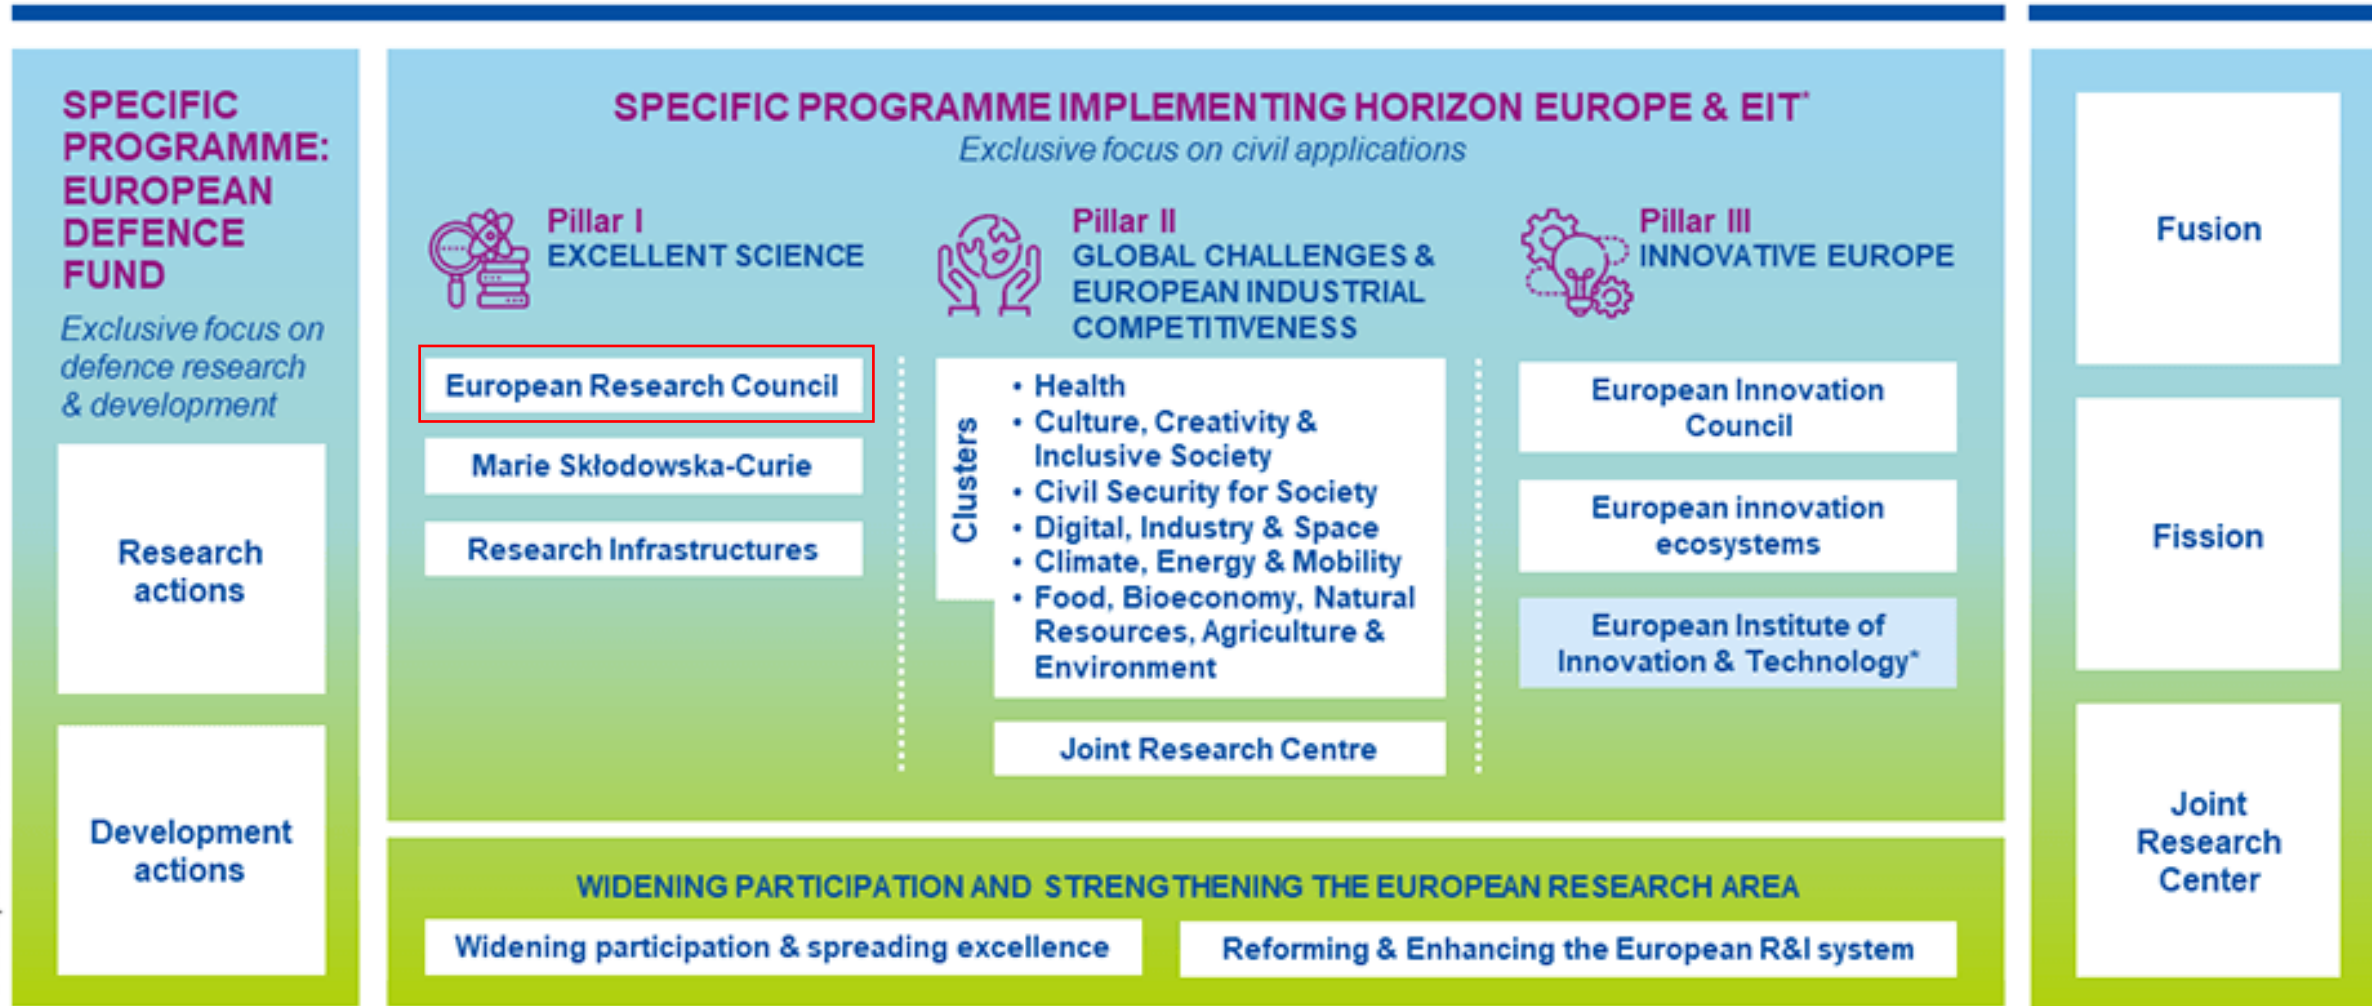 SPECIFIC
PROGRAMME:
EUROPEAN
DEFENCE
FUND
Exclusive focus on
defence research
& development
Research
actions
Development
actions
SPECIFIC PROGRAMME IMPLEMENTING HORIZON EUROPE & EIT*
Exclusive focus on civil applications
Pillar I
EXCELLENT SCIENCE
European Research Council
Marie Skłodowska-Curie
Research Infrastructures
Pillar II
GLOBAL CHALLENGES &
EUROPEAN INDUSTRIAL
COMPETITIVENESS
Clusters
• Health
• Culture, Creativity &
Inclusive Society
• Civil Security for Society
• Digital, Industry & Space
• Climate, Energy & Mobility
• Food, Bioeconomy, Natural
Resources, Agriculture &
Environment
Joint Research Centre
Pillar III
INNOVATIVE EUROPE
European Innovation
Council
European innovation
ecosystems
European Institute of
Innovation & Technology*
WIDENING PARTICIPATION AND STRENGTHENING THE EUROPEAN RESEARCH AREA
Widening participation & spreading excellence
Reforming & Enhancing the European R&I system
Fusion
Fission
Joint
Research
Center